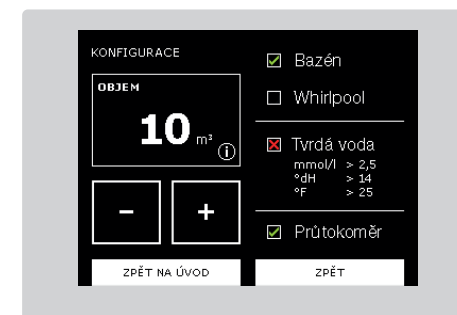 KONFIGURACE
OBJEM
10 m³
i
−
+
ZPĚT NA ÚVOD
Bazén
Whirlpool
Tvrdá voda
mmol/l > 2,5
°dH > 14
°F > 25
Průtokoměr
ZPĚT